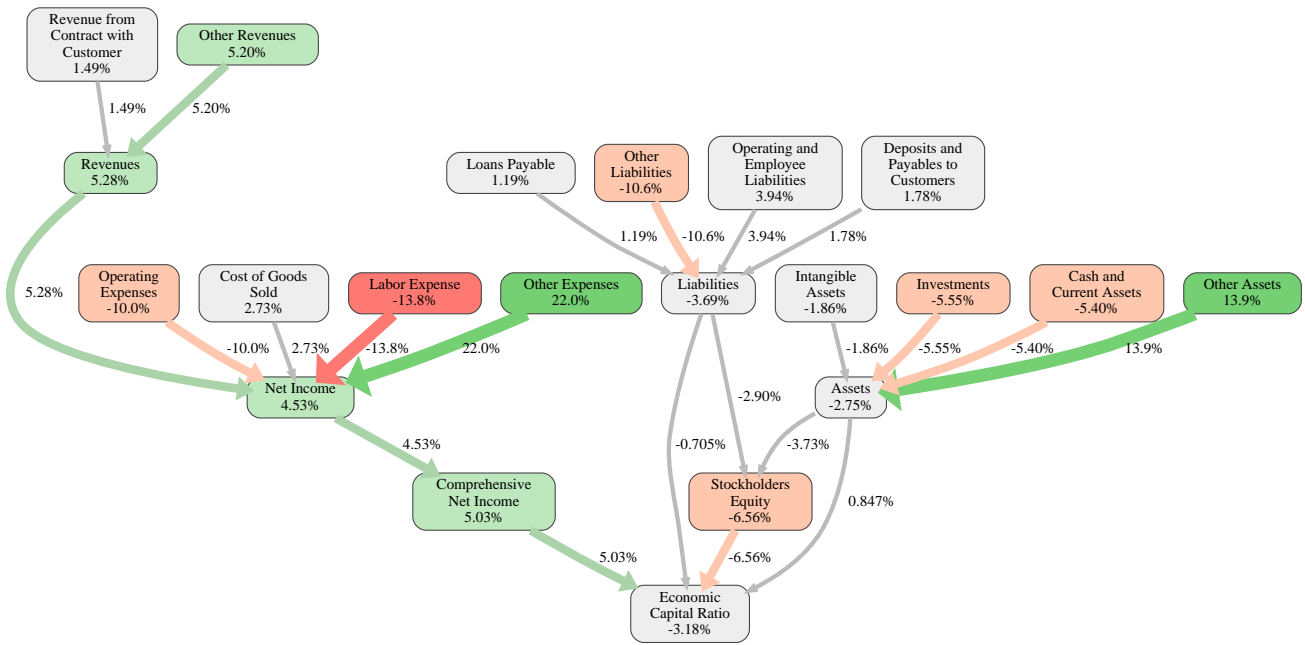 Revenue from
Contract with
Customer
1.49%
Other Revenues
5.20%
1.49%
5.20%
Revenues
5.28%
Loans Payable
1.19%
Other
Liabilities
-10.6%
Operating and
Employee
Liabilities
3.94%
Deposits and
Payables to
Customers
1.78%
1.19%
-10.6%
3.94%
1.78%
5.28%
Operating
Expenses
-10.0%
Cost of Goods
Sold
2.73%
Labor Expense
-13.8%
Other Expenses
22.0%
Liabilities
-3.69%
Intangible
Assets
-1.86%
Investments
-5.55%
Cash and
Current Assets
-5.40%
Other Assets
13.9%
-10.0%
2.73%
-13.8%
22.0%
-1.86%
-5.55%
-5.40%
13.9%
Net Income
4.53%
-2.90%
Assets
-2.75%
4.53%
-0.705%
-3.73%
Comprehensive
Net Income
5.03%
Stockholders
Equity
-6.56%
0.847%
5.03%
-6.56%
Economic
Capital Ratio
-3.18%